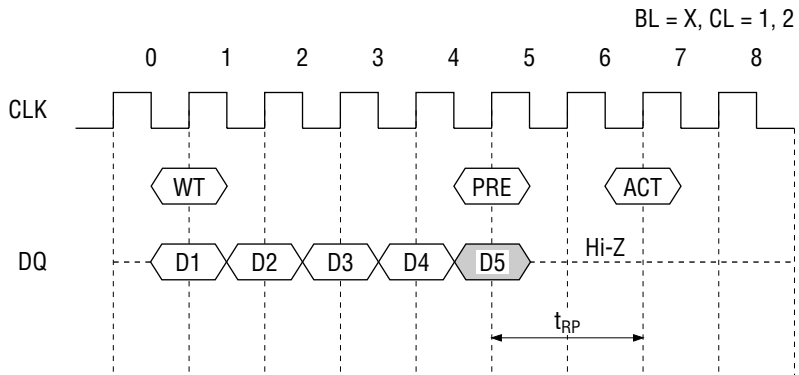 BL = X, CL = 1, 2
0 1 2 3 4 5 6 7 8
CLK
WT PRE ACT
DQ D1 D2 D3 D4 D5 Hi-Z
tRP